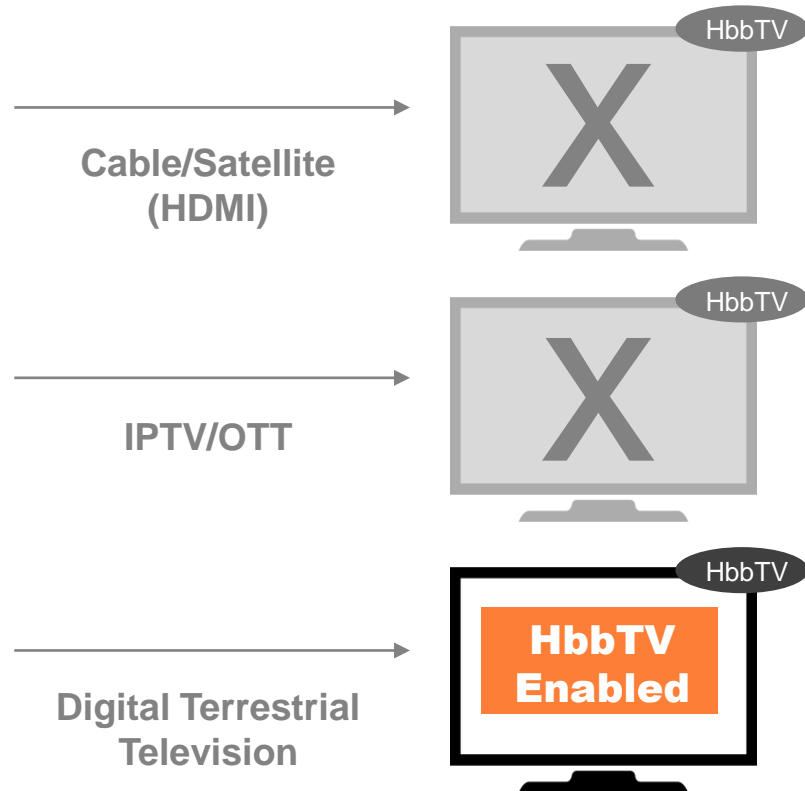 HbbTV
X
Cable/Satellite
(HDMI)
HbbTV
X
IPTV/OTT
HbbTV
HbbTV
Enabled
Digital Terrestrial
Television